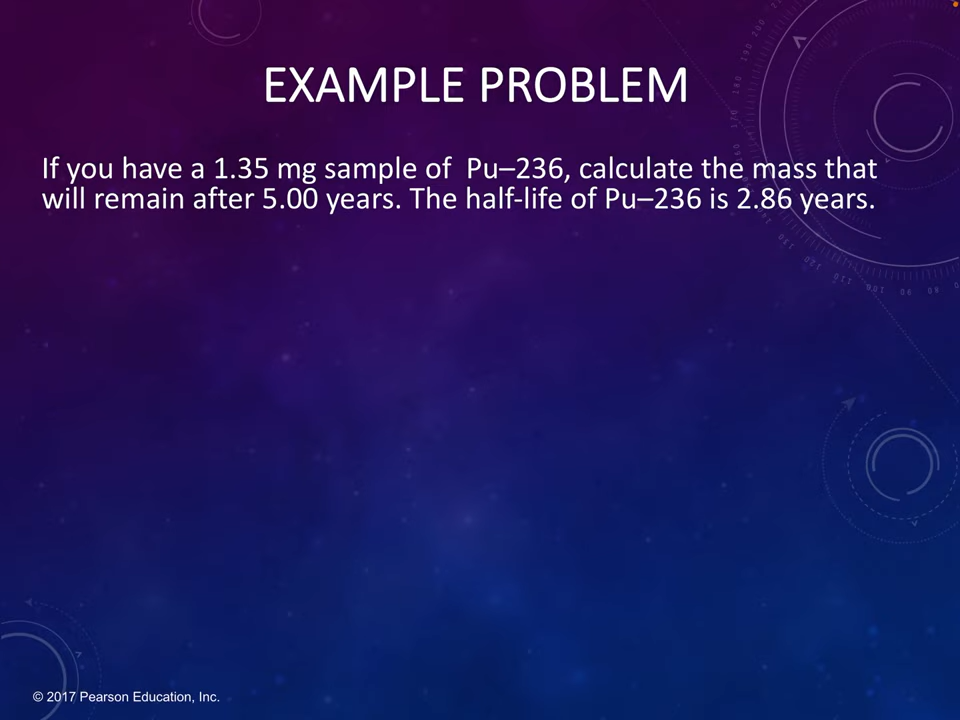 EXAMPLE PROBLEM
If you have a 1.35 mg sample of  Pu–236, calculate the mass that
will remain after 5.00 years. The half-life of Pu–236 is 2.86 years.
© 2017 Pearson Education, Inc.